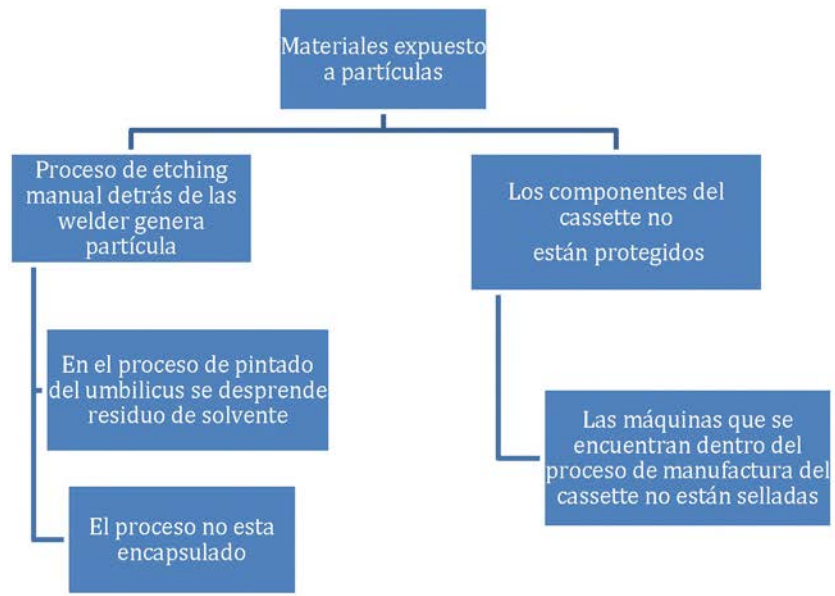 Materiales expuesto
a partículas
Proceso de etching
manual detrás de las
welder genera
partícula
Los componentes del
cassette no
están protegidos
En el proceso de pintado
del umbilicus se desprende
residuo de solvente
Las máquinas que se
encuentran dentro del
proceso de manufactura del
cassette no están selladas
El proceso no esta
encapsulado